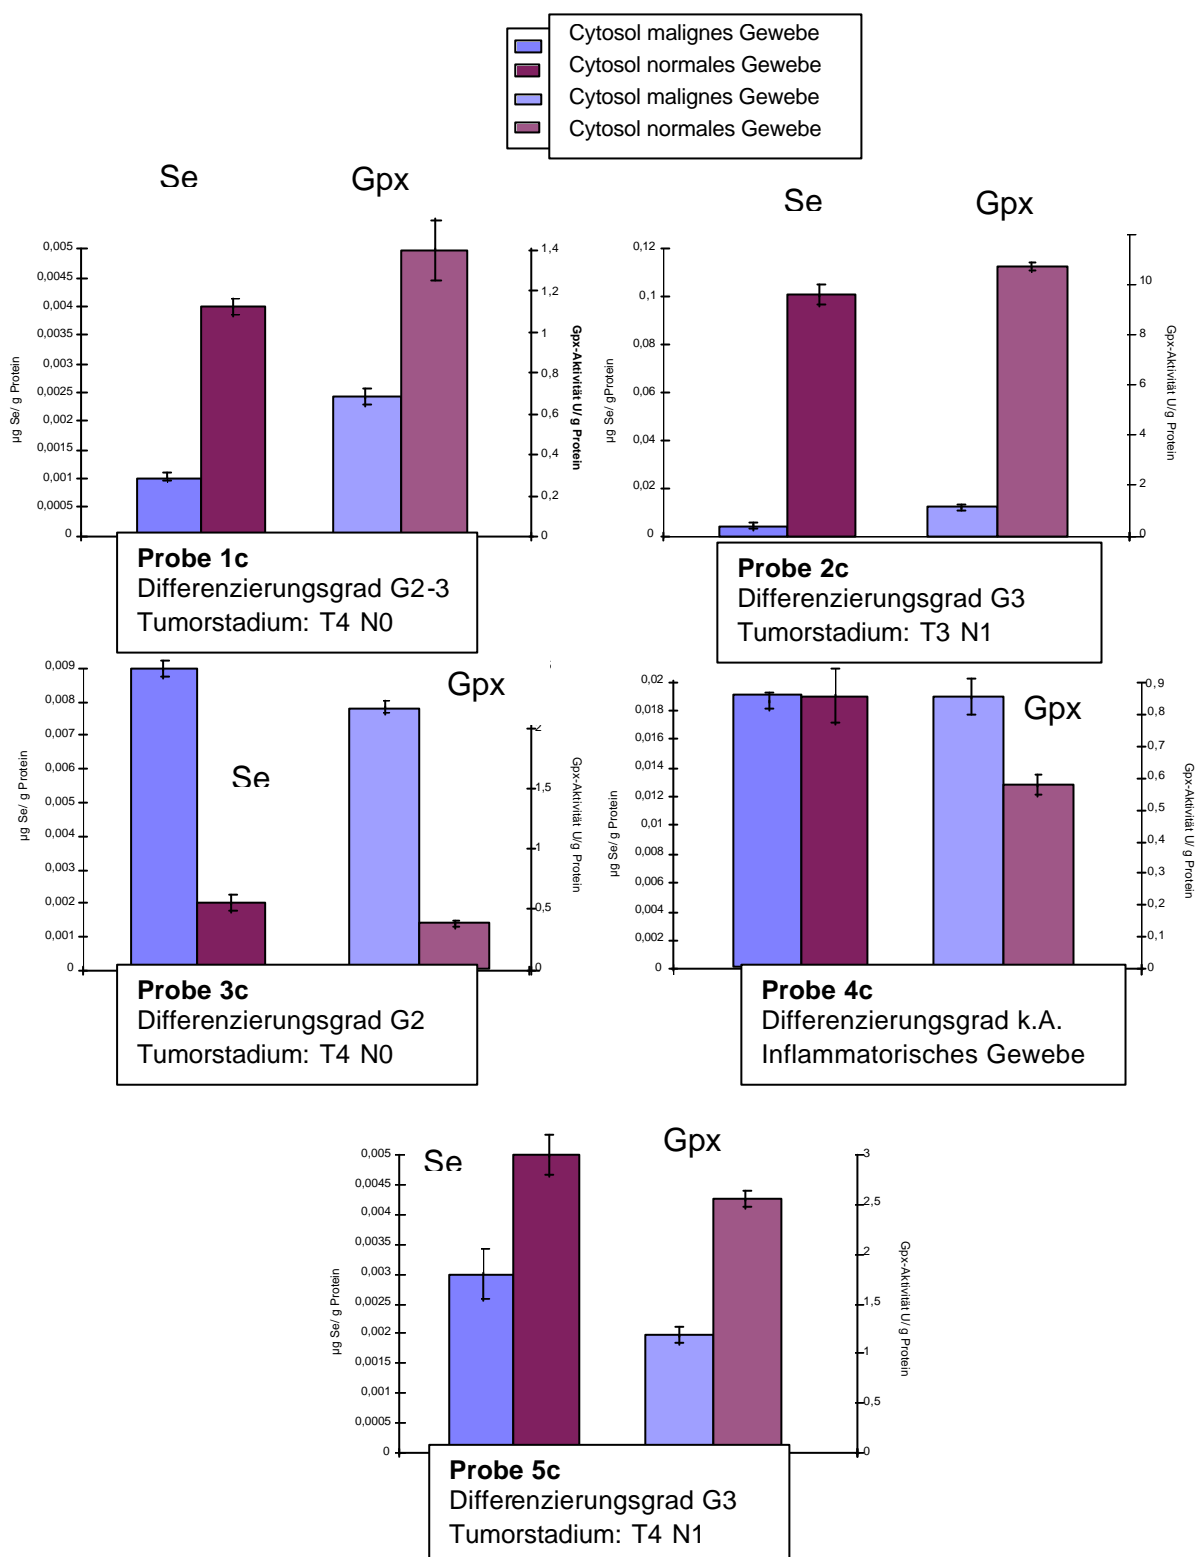 Cytosol malignes Gewebe
Cytosol normales Gewebe
Cytosol malignes Gewebe
Cytosol normales Gewebe
Se
Gpx
0,005
0,0045
0,004
0,0035
0,003
0,0025
0,002
0,0015
0,001
0,0005
0
µg Se/ g Protein
1,4
1,2
1
0,8
0,6
0,4
0,2
0
Gpx-Aktivität U/g Protein
Probe 1c
Differenzierungsgrad G2-3
Tumorstadium: T4 N0
Se
Gpx
0,12
0,1
0,08
0,06
0,04
0,02
0
µg Se/ gProtein
10
8
6
4
2
0
Gpx-Aktivität U/g Protein
Probe 2c
Differenzierungsgrad G3
Tumorstadium: T3 N1
Se
Gpx
0,009
0,008
0,007
0,006
0,005
0,004
0,003
0,002
0,001
0
µg Se/ g Protein
2
1,5
1
0,5
0
Gpx-Aktivität U/g Protein
Probe 3c
Differenzierungsgrad G2
Tumorstadium: T4 N0
Gpx
0,02
0,018
0,016
0,014
0,012
0,01
0,008
0,006
0,004
0,002
0
µg Se/ g Protein
0,9
0,8
0,7
0,6
0,5
0,4
0,3
0,2
0,1
0
Gpx-Aktivität U/g Protein
Probe 4c
Differenzierungsgrad k.A.
Inflammatorisches Gewebe
Se
Gpx
0,005
0,0045
0,004
0,0035
0,003
0,0025
0,002
0,0015
0,001
0,0005
0
µg Se/ g Protein
3
2,5
2
1,5
1
0,5
0
Gpx-Aktivität U/g Protein
Probe 5c
Differenzierungsgrad G3
Tumorstadium: T4 N1